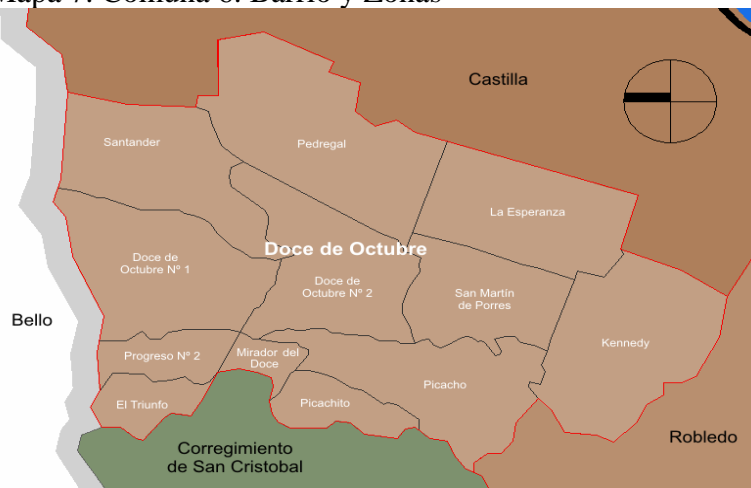 Mapa 7. Comuna 6. Barrio y Zonas
Castilla
Santander
Pedregal
La Esperanza
Doce de Octubre
Doce de
Octubre Nº 1
Doce de
Octubre Nº 2
San Martín
de Porres
Bello
Kennedy
Progreso Nº 2
Mirador del
Doce
Picacho
El Triunfo
Picachito
Robledo
Corregimiento
de San Cristobal